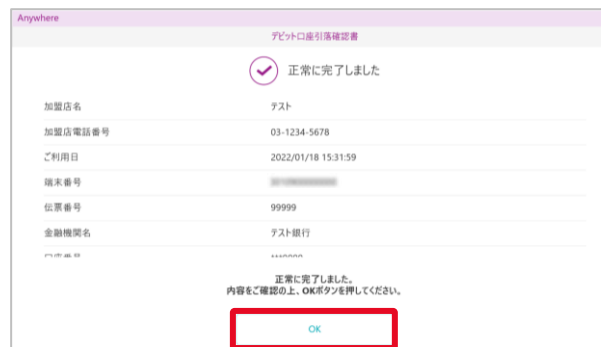 Anywhere
デビット口座引落確認書
正常に完了しました
加盟店名 テスト
加盟店電話番号 03-1234-5678
ご利用日 2022/01/18 15:31:59
端末番号
伝票番号 99999
金融機関名 テスト銀行
正常に完了しました。
内容をご確認の上、OKボタンを押してください。
OK